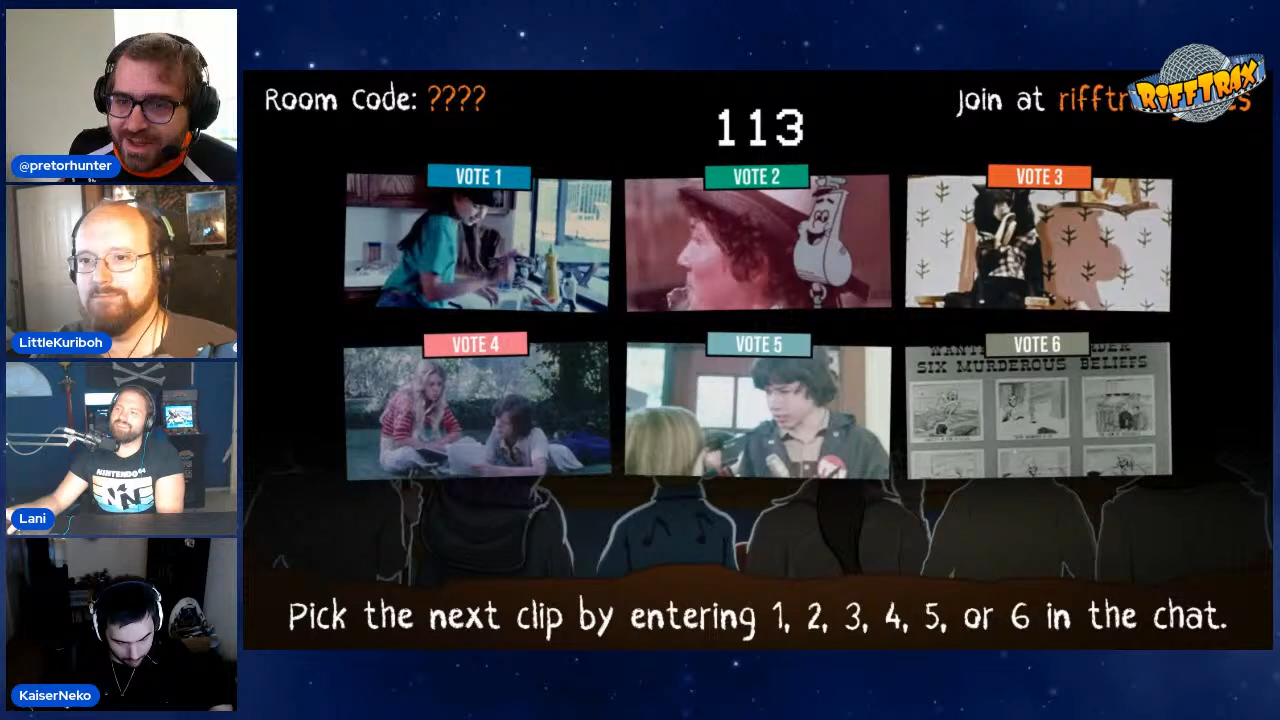 @pretorhunter
LittleKuriboh
Lani
NINTENDO 64
KaiserNeko
Room Code: ????
113
Join at
RIFFTRAX
VOTE 1
VOTE 2
VOTE 3
VOTE 4
VOTE 5
VOTE 6
SIX MURDEROUS BELIEFS
Pick the next clip by entering 1, 2, 3, 4, 5, or 6 in the chat.